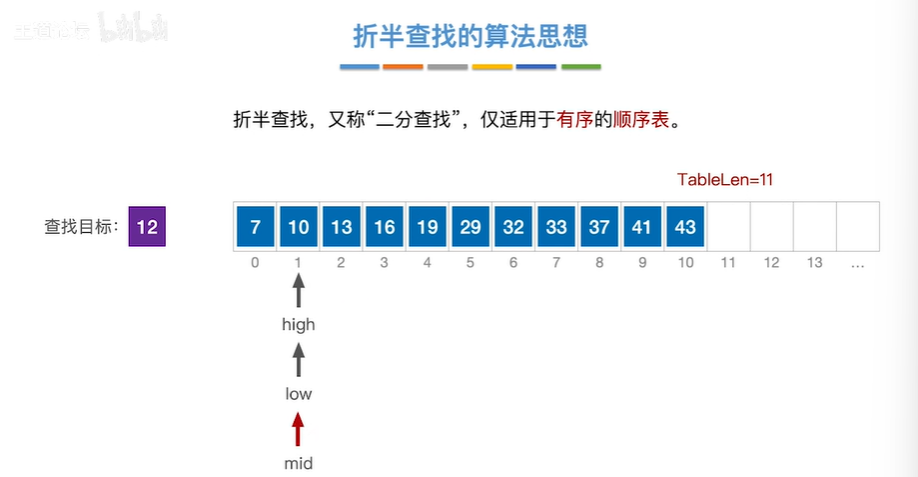 王道论坛 bilibili
折半查找的算法思想
折半查找，又称“二分查找”，仅适用于有序的顺序表。
TableLen=11
查找目标： 12
7 10 13 16 19 29 32 33 37 41 43
0 1 2 3 4 5 6 7 8 9 10 11 12 13 ...
high
low
mid